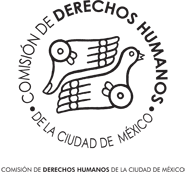 COMISIÓN DE DERECHOS HUMANOS
• DE LA CIUDAD DE MÉXICO •
COMISIÓN DE DERECHOS HUMANOS DE LA CIUDAD DE MÉXICO